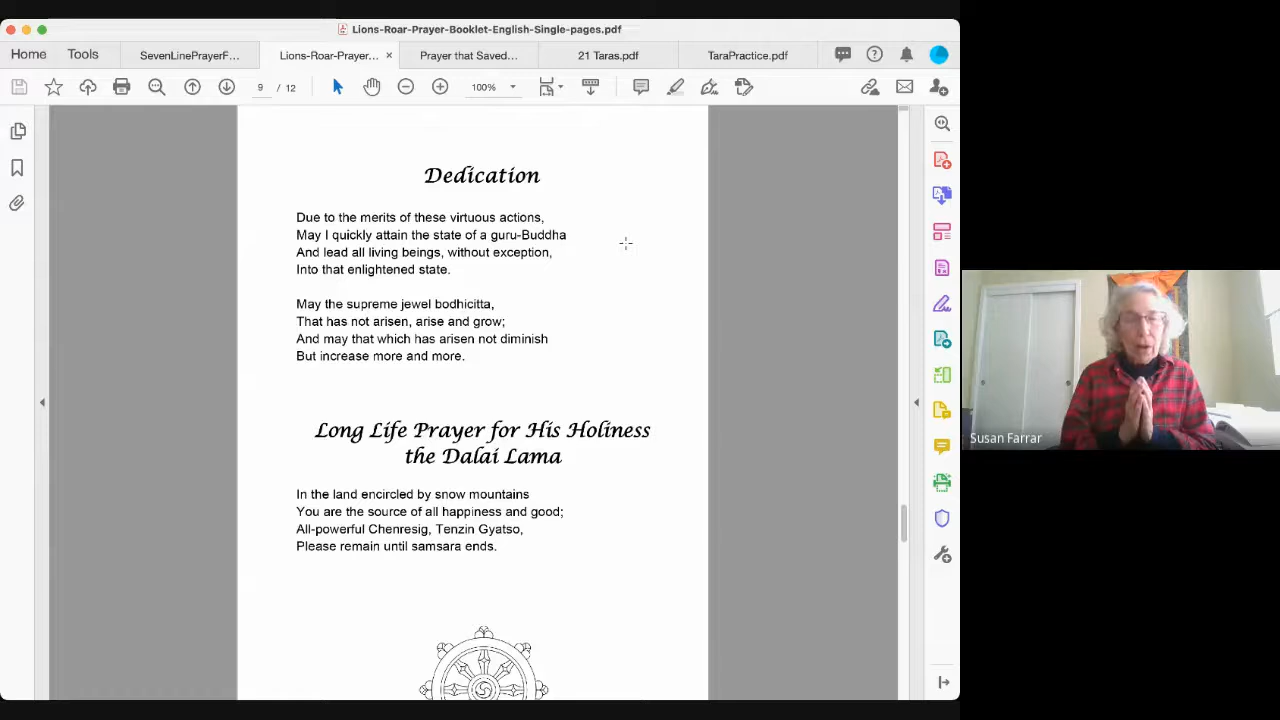 Lions-Roar-Prayer-Booklet-English-Single-pages.pdf
Home
Tools
SevenLinePrayerF...
Lions-Roar-Prayer... ×
Prayer that Saved...
21 Taras.pdf
TaraPractice.pdf
9 / 12
100%
Dedication
Due to the merits of these virtuous actions,
May I quickly attain the state of a guru-Buddha
And lead all living beings, without exception,
Into that enlightened state.
May the supreme jewel bodhicitta,
That has not arisen, arise and grow;
And may that which has arisen not diminish
But increase more and more.
Long Life Prayer for His Holiness
the Dalai Lama
In the land encircled by snow mountains
You are the source of all happiness and good;
All-powerful Chenresig, Tenzin Gyatso,
Please remain until samsara ends.
Susan Farrar